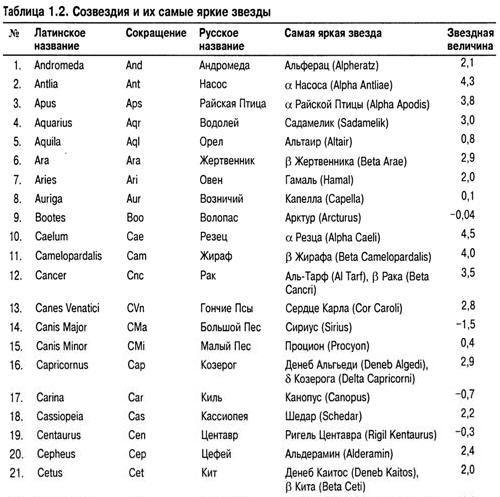 Таблица 1.2. Созвездия и их самые яркие звезды
№ Латинское название Сокращение Русское название Самая яркая звезда Звездная величина
1. Andromeda And Андромеда Альферац (Alpheratz) 2,1
2. Antlia Ant Насос α Насоса (Alpha Antliae) 4,3
3. Apus Aps Райская Птица α Райской Птицы (Alpha Apodis) 3,8
4. Aquarius Aqr Водолей Садамелик (Sadamelik) 3,0
5. Aquila Aql Орел Альтаир (Altair) 0,8
6. Ara Ara Жертвенник β Жертвенника (Beta Arae) 2,9
7. Aries Ari Овен Гамаль (Hamal) 2,0
8. Auriga Aur Возничий Капелла (Capella) 0,1
9. Bootes Boo Волопас Арктур (Arcturus) −0,04
10. Caelum Cae Резец α Резца (Alpha Caeli) 4,5
11. Camelopardalis Cam Жираф β Жирафа (Beta Camelopardalis) 4,0
12. Cancer Cnc Рак Аль-Тарф (Al Tarf), β Рака (Beta 3,5
Cancri)
13. Canes Venatici CVn Гончие Псы Сердце Карла (Cor Caroli) 2,8
14. Canis Major CMa Большой Пес Сириус (Sirius) −1,5
15. Canis Minor CMi Малый Пес Процион (Procyon) 0,4
16. Capricornus Cap Козерог Денеб Альгьеди (Deneb Algedi), 2,9
δ Козерога (Delta Capricorni)
17. Carina Car Киль Канопус (Canopus) −0,7
18. Cassiopeia Cas Кассиопея Шедар (Schedar) 2,2
19. Centaurus Cen Центавр Ригель Центавра (Rigil Kentaurus) −0,3
20. Cepheus Cep Цефей Альдерамин (Alderamin) 2,4
21. Cetus Cet Кит Денеб Каитос (Deneb Kaitos), 2,0
β Кита (Beta Ceti)